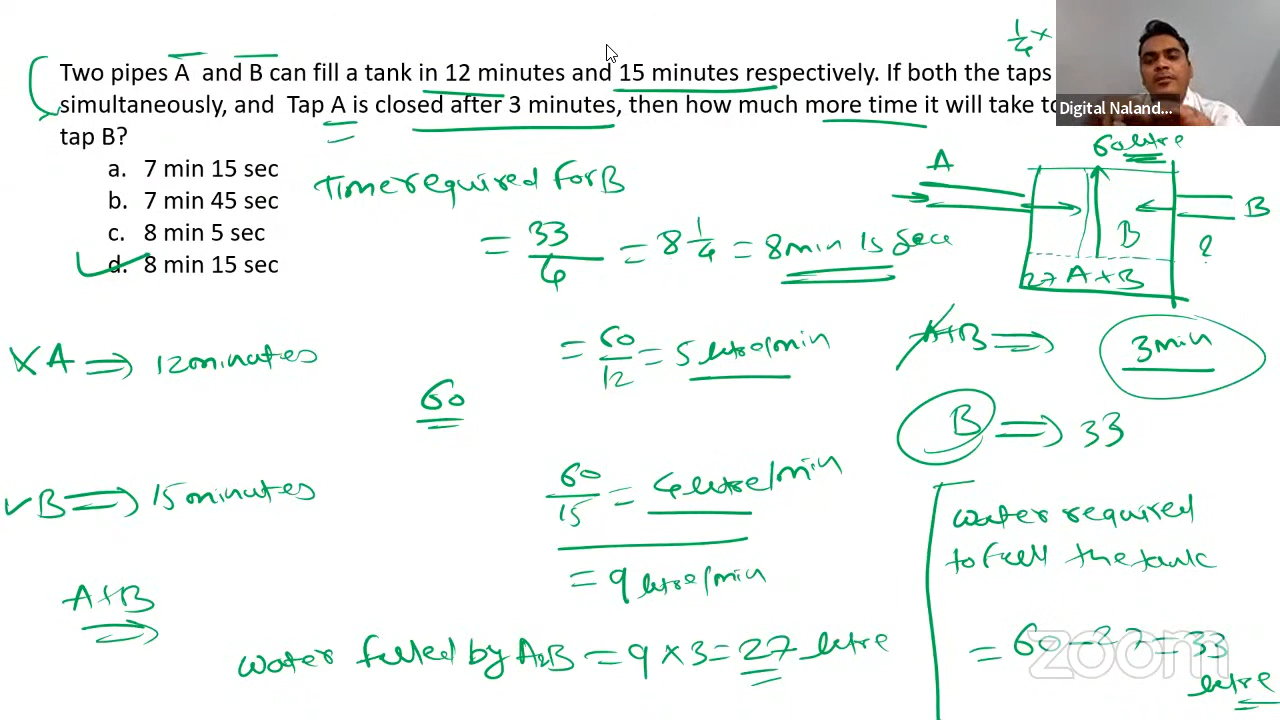 1/4 ×
Two pipes A and B can fill a tank in 12 minutes and 15 minutes respectively. If both the taps
simultaneously, and Tap A is closed after 3 minutes, then how much more time it will take to
Digital Naland...
tap B?
a. 7 min 15 sec
b. 7 min 45 sec
c. 8 min 5 sec
d. 8 min 15 sec
Time required for B
= 33/4 = 8 1/4 = 8 min 15 sec
60 litre
A
B
B
?
27 A+B
A+B ⇒ 3 min
B ⇒ 33
× A ⇒ 12 minutes
= 60/12 = 5 litre/min
60
✓ B ⇒ 15 minutes
60/15 = 4 litre/min
= 9 litre/min
A+B ⇒
water filled by A&B = 9 × 3 = 27 litre
water required
to fill the tank
= 60 - 27 = 33
litre
zoom